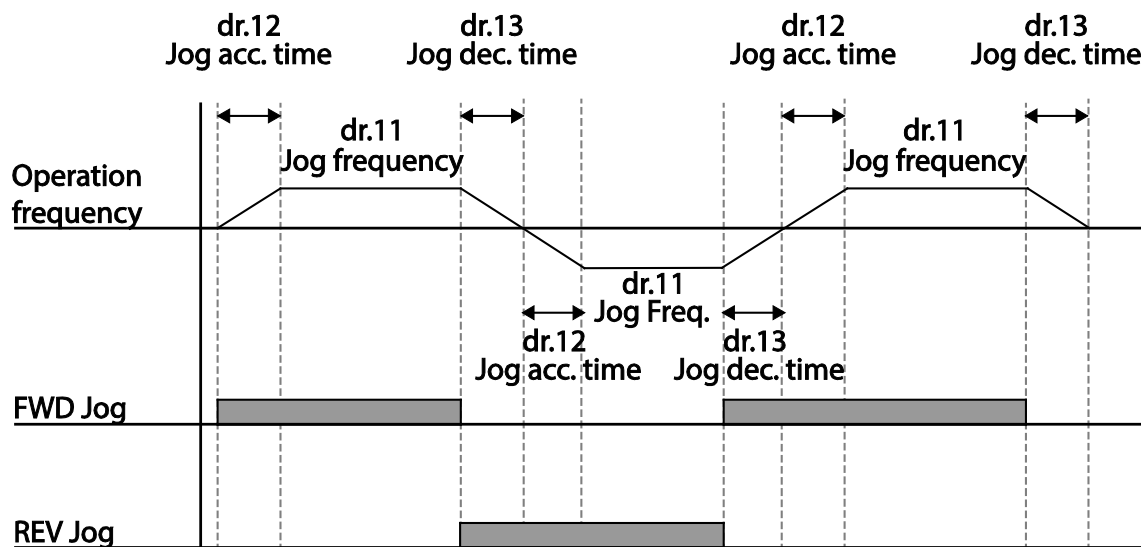 dr.12
Jog acc. time
dr.13
Jog dec. time
dr.12
Jog acc. time
dr.13
Jog dec. time
dr.11
Jog frequency
dr.11
Jog frequency
Operation
frequency
dr.11
Jog Freq.
dr.12
Jog acc. time
dr.13
Jog dec. time
FWD Jog
REV Jog